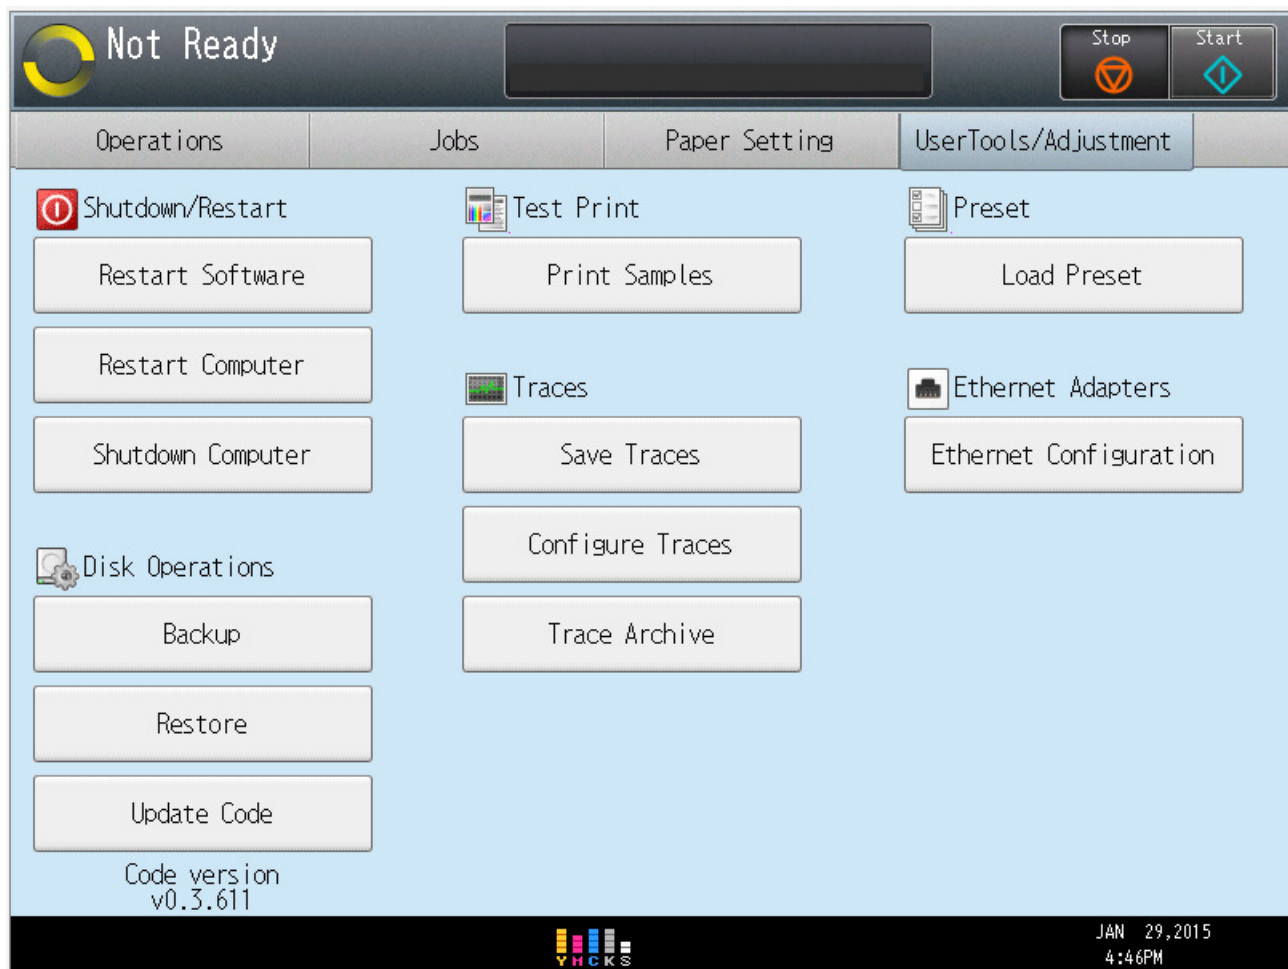 Not Ready
Stop
Start
Operations
Jobs
Paper Setting
UserTools/Adjustment
Shutdown/Restart
Restart Software
Restart Computer
Shutdown Computer
Disk Operations
Backup
Restore
Update Code
Code version
v0.3.611
Test Print
Print Samples
Traces
Save Traces
Configure Traces
Trace Archive
Preset
Load Preset
Ethernet Adapters
Ethernet Configuration
Y M C K S
JAN 29,2015
4:46PM